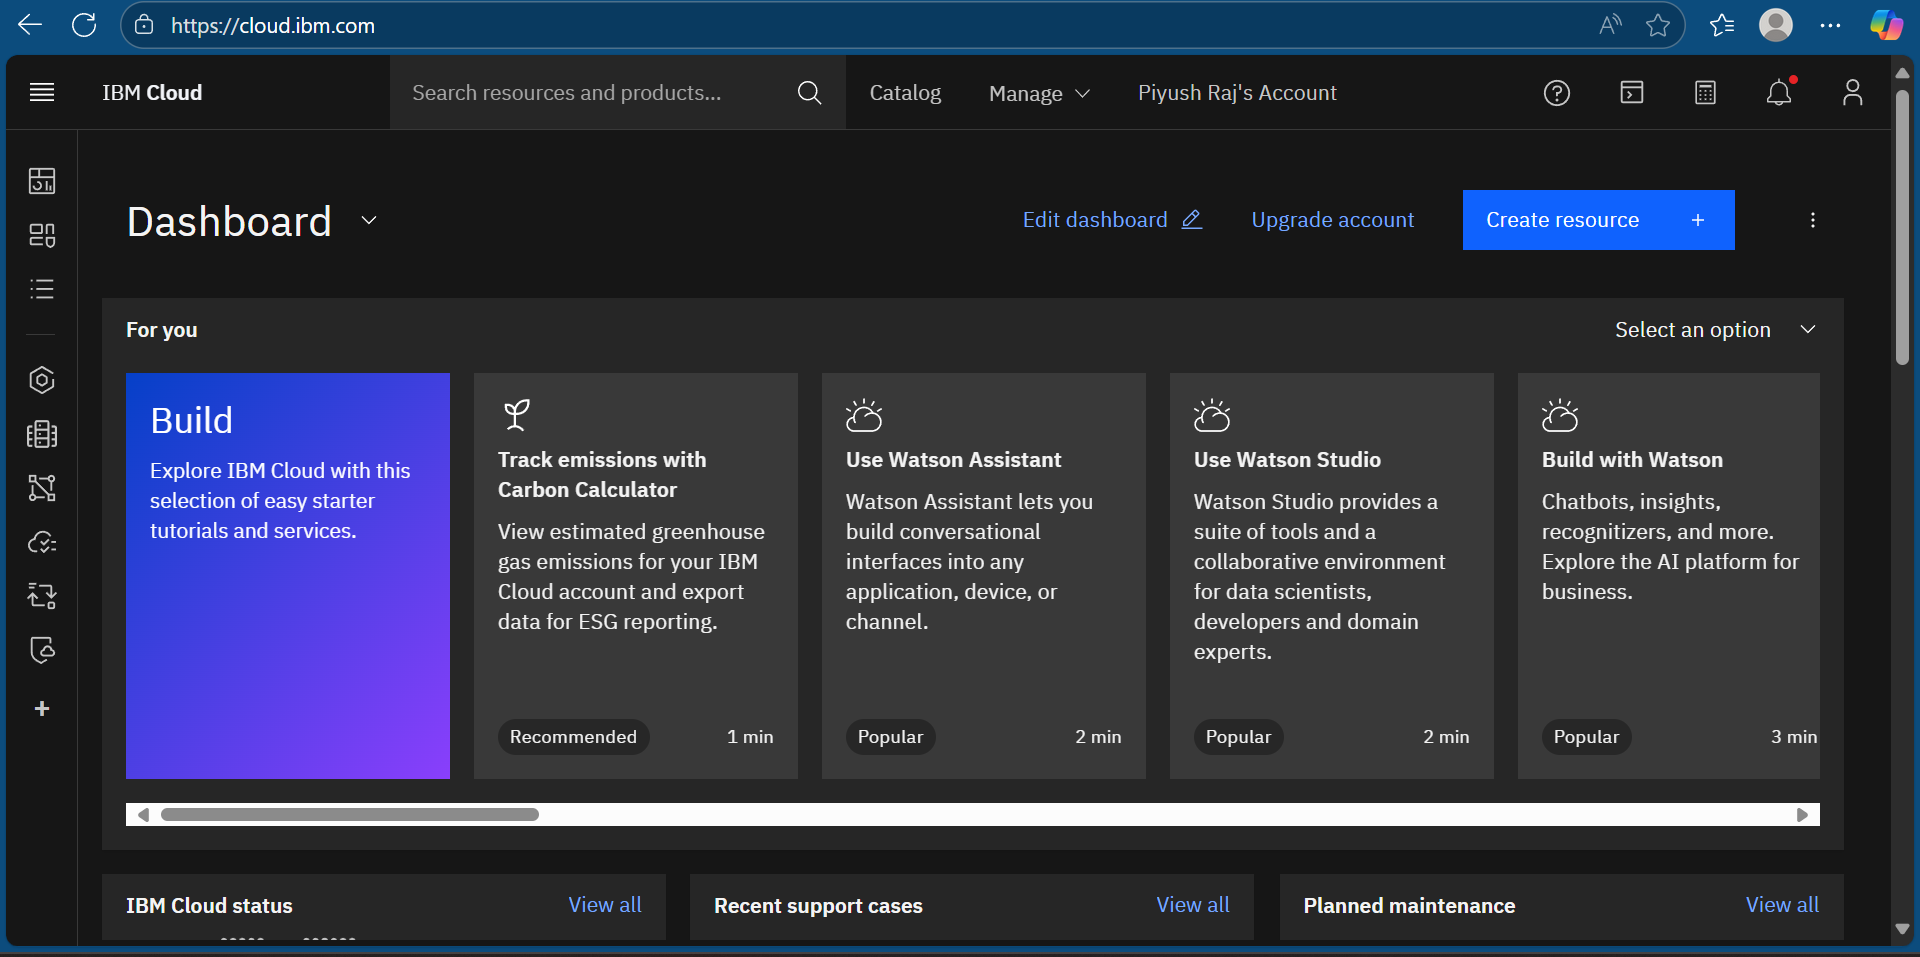 https://cloud.ibm.com
IBM Cloud
Search resources and products...
Catalog
Manage
Piyush Raj's Account
Dashboard
Edit dashboard
Upgrade account
Create resource +
For you
Select an option
Build
Explore IBM Cloud with this
selection of easy starter
tutorials and services.
Track emissions with
Carbon Calculator
View estimated greenhouse
gas emissions for your IBM
Cloud account and export
data for ESG reporting.
Recommended
1 min
Use Watson Assistant
Watson Assistant lets you
build conversational
interfaces into any
application, device, or
channel.
Popular
2 min
Use Watson Studio
Watson Studio provides a
suite of tools and a
collaborative environment
for data scientists,
developers and domain
experts.
Popular
2 min
Build with Watson
Chatbots, insights,
recognitizers, and more.
Explore the AI platform for
business.
Popular
3 min
IBM Cloud status
View all
Recent support cases
View all
Planned maintenance
View all